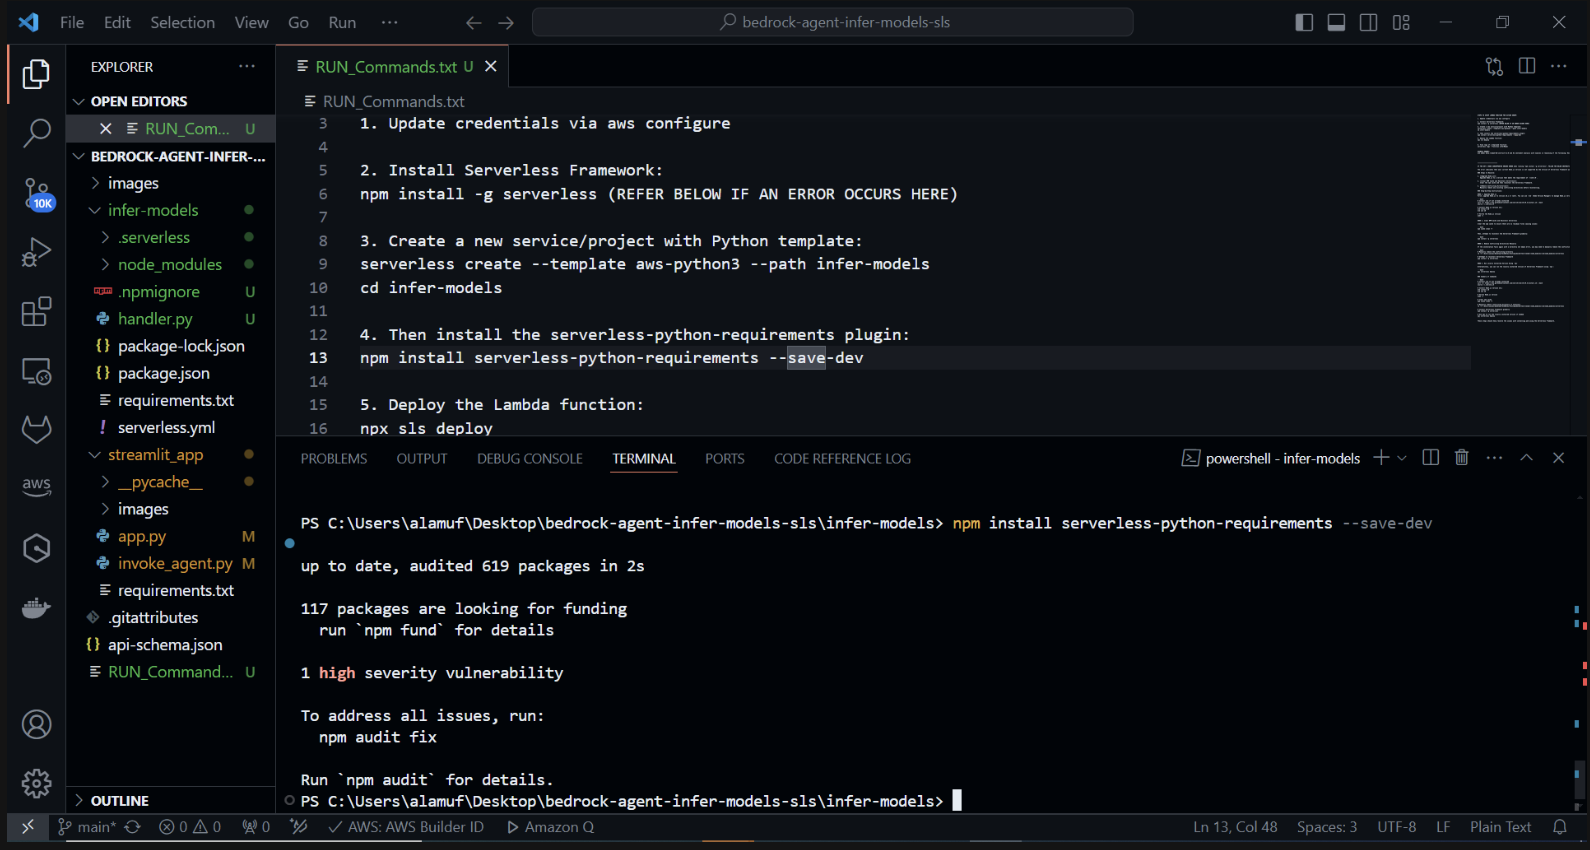 File Edit Selection View Go Run ··· bedrock-agent-infer-models-sls
EXPLORER ···
OPEN EDITORS
RUN_Com... U
BEDROCK-AGENT-INFER-...
images
infer-models
.serverless
node_modules
.npmignore U
handler.py U
package-lock.json
package.json
requirements.txt
serverless.yml
streamlit_app
__pycache__
images
app.py M
invoke_agent.py M
requirements.txt
.gitattributes
api-schema.json
RUN_Command... U
OUTLINE
10K
aws
RUN_Commands.txt U
RUN_Commands.txt
3 1. Update credentials via aws configure
4
5 2. Install Serverless Framework:
6 npm install -g serverless (REFER BELOW IF AN ERROR OCCURS HERE)
7
8 3. Create a new service/project with Python template:
9 serverless create --template aws-python3 --path infer-models
10 cd infer-models
11
12 4. Then install the serverless-python-requirements plugin:
13 npm install serverless-python-requirements --save-dev
14
15 5. Deploy the Lambda function:
16 npx sls deploy
PROBLEMS OUTPUT DEBUG CONSOLE TERMINAL PORTS CODE REFERENCE LOG powershell - infer-models
PS C:\Users\alamuf\Desktop\bedrock-agent-infer-models-sls\infer-models> npm install serverless-python-requirements --save-dev
up to date, audited 619 packages in 2s
117 packages are looking for funding
run `npm fund` for details
1 high severity vulnerability
To address all issues, run:
npm audit fix
Run `npm audit` for details.
PS C:\Users\alamuf\Desktop\bedrock-agent-infer-models-sls\infer-models>
main* 0 0 0 AWS: AWS Builder ID Amazon Q Ln 13, Col 48 Spaces: 3 UTF-8 LF Plain Text